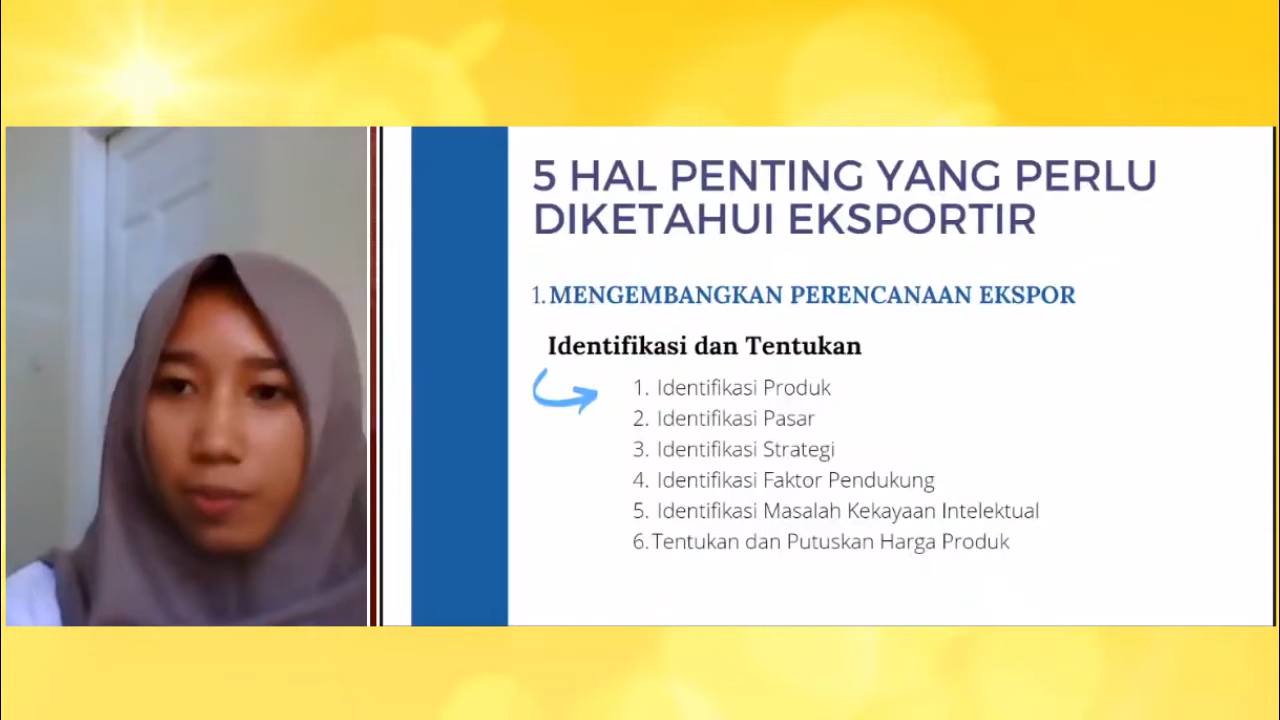 5 HAL PENTING YANG PERLU
DIKETAHUI EKSPORTIR
1. MENGEMBANGKAN PERENCANAAN EKSPOR
Identifikasi dan Tentukan
1. Identifikasi Produk
2. Identifikasi Pasar
3. Identifikasi Strategi
4. Identifikasi Faktor Pendukung
5. Identifikasi Masalah Kekayaan Intelektual
6. Tentukan dan Putuskan Harga Produk